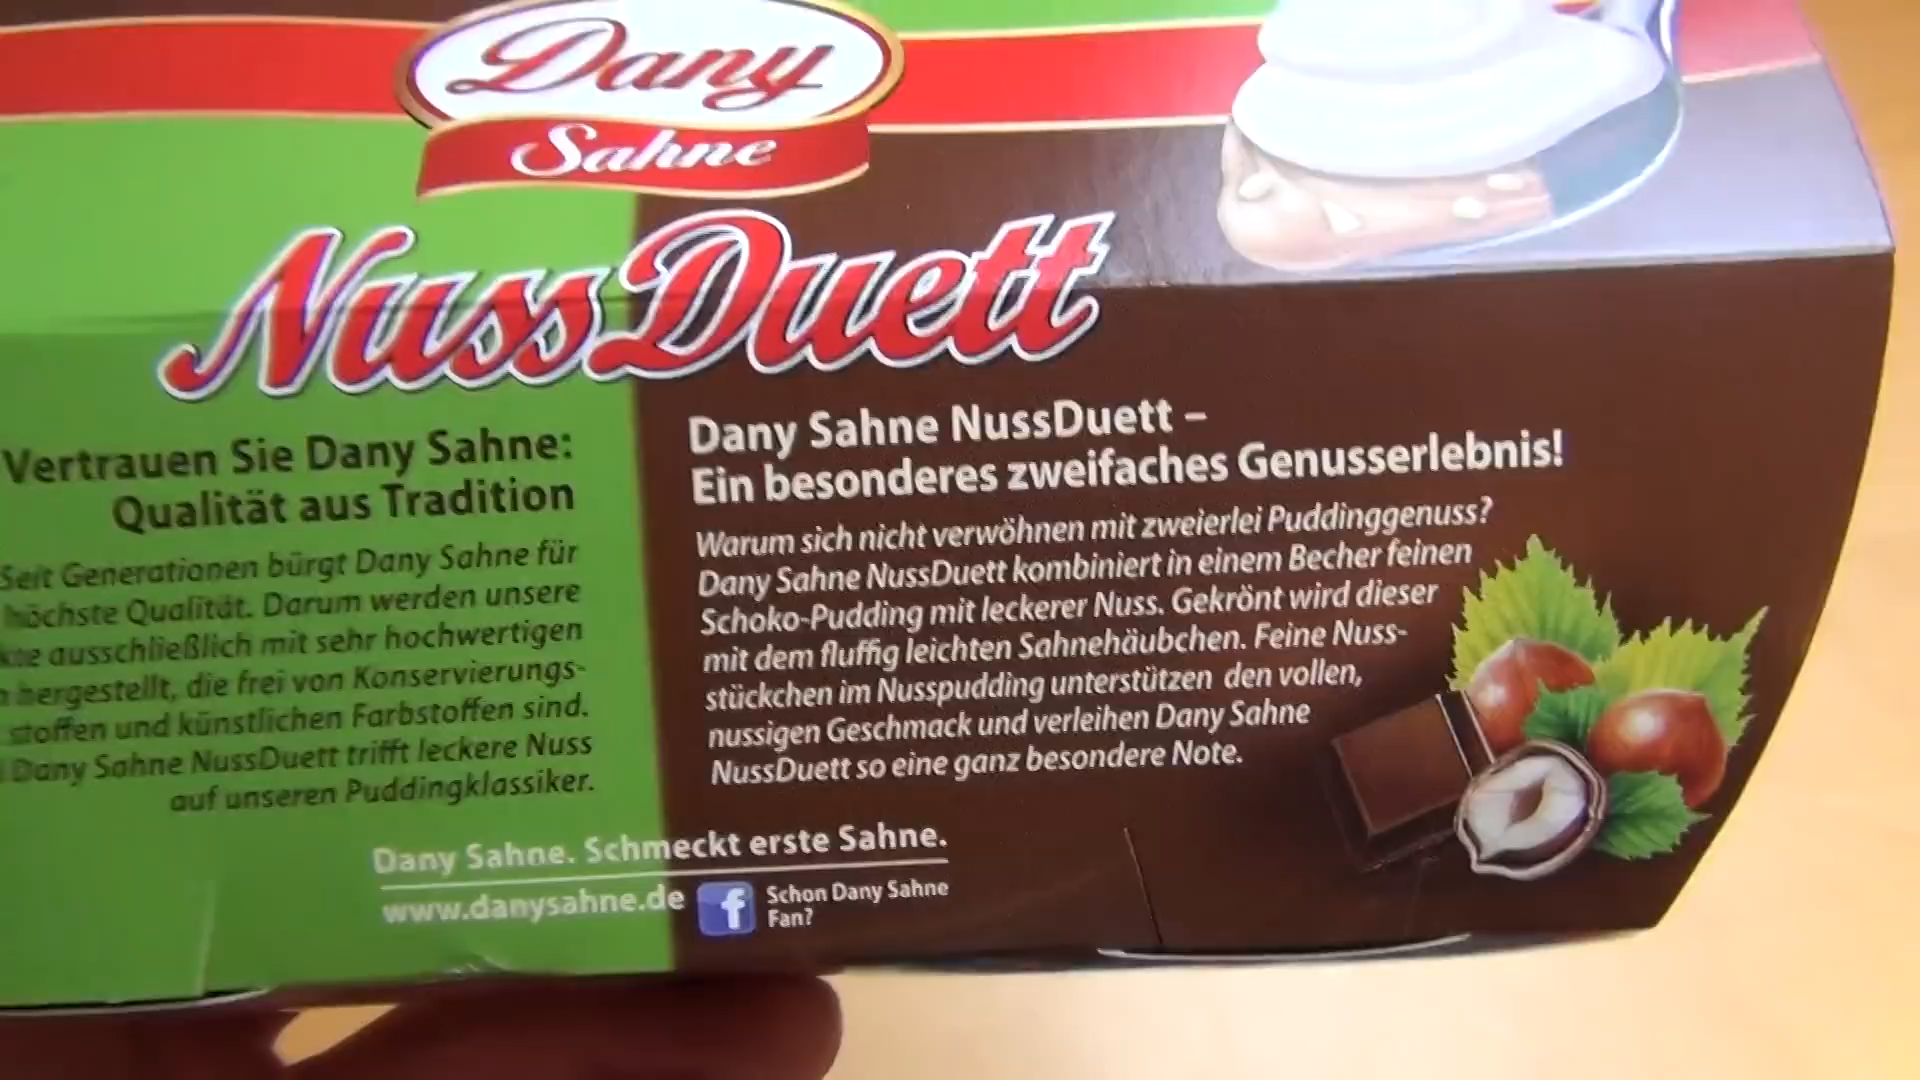 Dany
Sahne
NussDuett
Vertrauen Sie Dany Sahne:
Qualität aus Tradition
Seit Generationen bürgt Dany Sahne für
höchste Qualität. Darum werden unsere
ausschließlich mit sehr hochwertigen
hergestellt, die frei von Konservierungs-
stoffen und künstlichen Farbstoffen sind.
Dany Sahne NussDuett trifft leckere Nuss
auf unseren Puddingklassiker.
Dany Sahne NussDuett –
Ein besonderes zweifaches Genusserlebnis!
Warum sich nicht verwöhnen mit zweierlei Puddinggenuss?
Dany Sahne NussDuett kombiniert in einem Becher feinen
Schoko-Pudding mit leckerer Nuss. Gekrönt wird dieser
mit dem fluffig leichten Sahnehäubchen. Feine Nuss-
stückchen im Nusspudding unterstützen den vollen,
nussigen Geschmack und verleihen Dany Sahne
NussDuett so eine ganz besondere Note.
Dany Sahne. Schmeckt erste Sahne.
www.danysahne.de
f
Schon Dany Sahne
Fan?